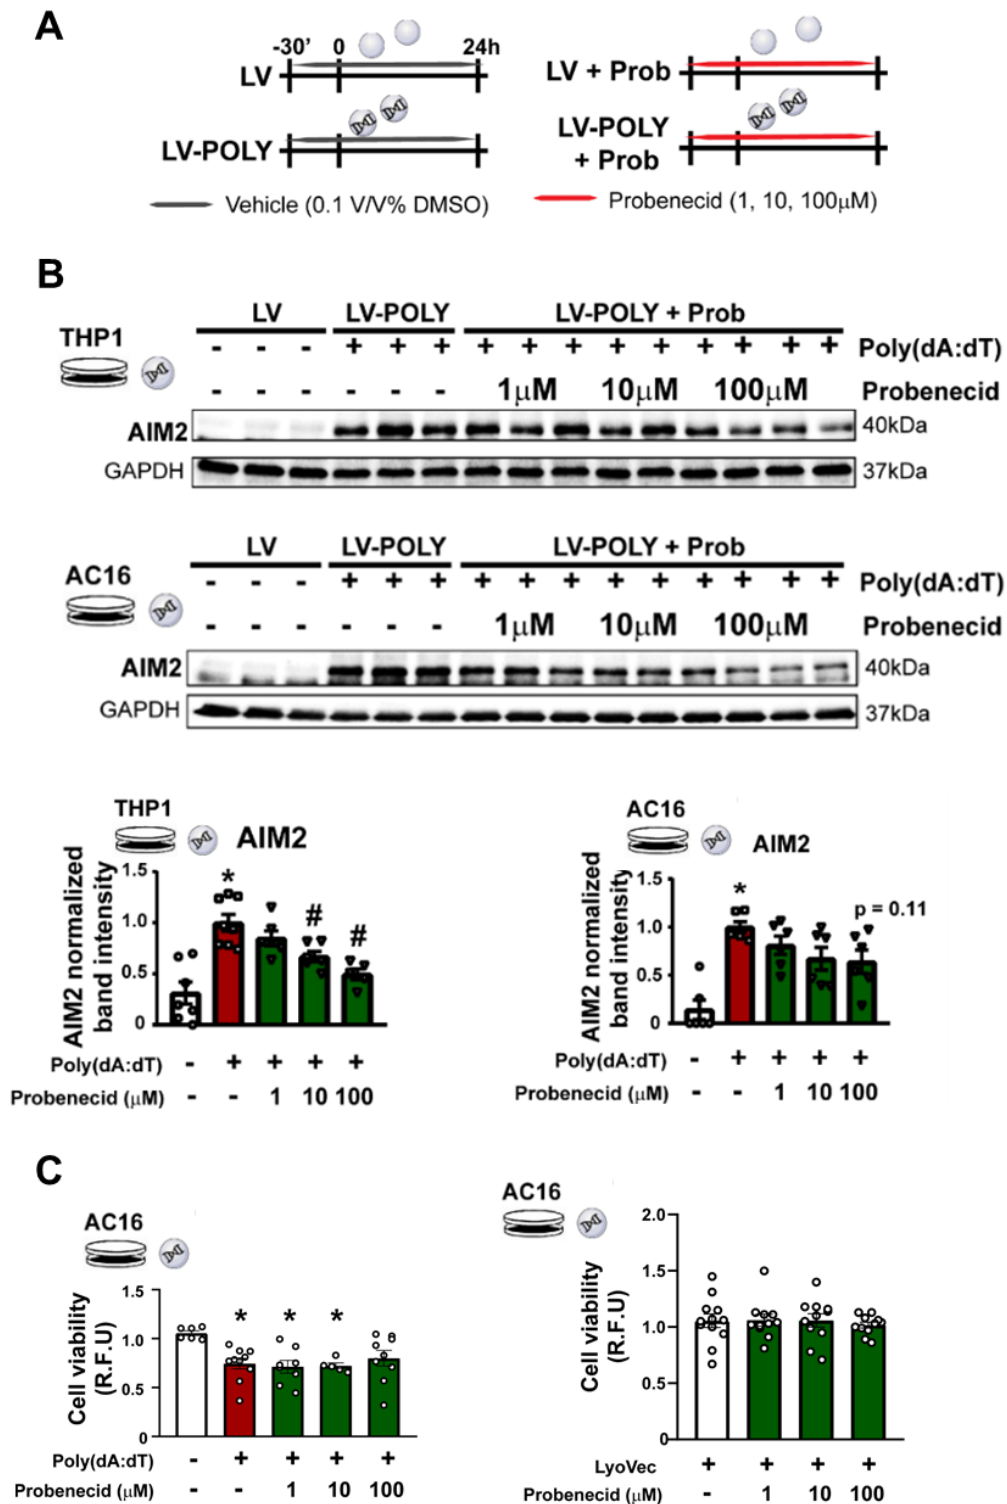 A
-30' 0 24h
LV
LV-POLY
LV + Prob
LV-POLY
+ Prob
Vehicle (0.1 V/V% DMSO)
Probenecid (1, 10, 100μM)
B
THP1
LV LV-POLY LV-POLY + Prob
- - - + + + + + + + + + + + + Poly(dA:dT)
- - - - - - 1μM 10μM 100μM Probenecid
AIM2 40kDa
GAPDH 37kDa
AC16
LV LV-POLY LV-POLY + Prob
- - - + + + + + + + + + + + + Poly(dA:dT)
- - - - - - 1μM 10μM 100μM Probenecid
AIM2 40kDa
GAPDH 37kDa
THP1
AIM2
AIM2 normalized
band intensity
1.5
1.0
0.5
0
* # #
Poly(dA:dT) - + + + +
Probenecid (μM) - - 1 10 100
AC16
AIM2
AIM2 normalized
band intensity
1.5
1.0
0.5
0
*
p = 0.11
Poly(dA:dT) - + + + +
Probenecid (μM) - - 1 10 100
C
AC16
Cell viability
(R.F.U)
1.5
1.0
0.5
0
* * *
Poly(dA:dT) - + + + +
Probenecid (μM) - - 1 10 100
AC16
Cell viability
(R.F.U)
2.0
1.5
1.0
0.5
0
LyoVec + + + +
Probenecid (μM) - 1 10 100